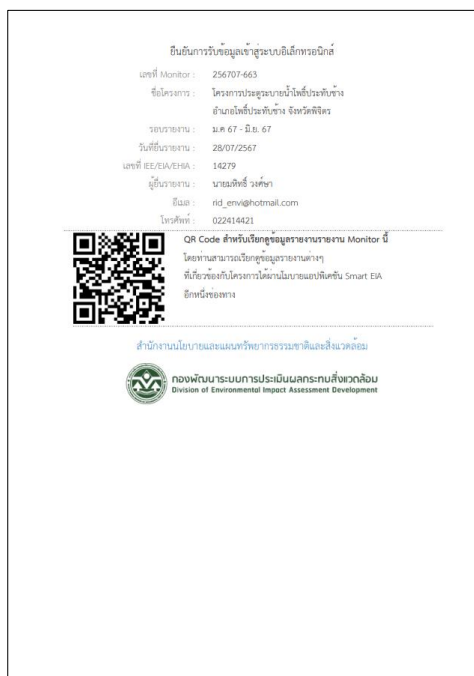 ยืนยันการรับข้อมูลเข้าสู่ระบบอิเล็กทรอนิกส์
เลขที่ Monitor : 256707-663
ชื่อโครงการ : โครงการประตูระบายน้ำโพธิ์ประทับช้าง
อำเภอโพธิ์ประทับช้าง จังหวัดพิจิตร
รอบรายงาน : ม.ค 67 - มิ.ย. 67
วันที่ยื่นรายงาน : 28/07/2567
เลขที่ IEE/EIA/EHIA : 14279
ผู้ยื่นรายงาน : นายมหิทธิ์ วงศ์ษา
อีเมล : rid_envi@hotmail.com
โทรศัพท์ : 022414421
QR Code สำหรับเรียกดูข้อมูลรายงานรายงาน Monitor นี้
โดยท่านสามารถเรียกดูข้อมูลรายงานต่างๆ
ที่เกี่ยวข้องกับโครงการได้ผ่านโมบายแอปพิเคชัน Smart EIA
อีกหนึ่งช่องทาง
สำนักงานนโยบายและแผนทรัพยากรธรรมชาติและสิ่งแวดล้อม
กองพัฒนาระบบการประเมินผลกระทบสิ่งแวดล้อม
Division of Environmental Impact Assessment Development